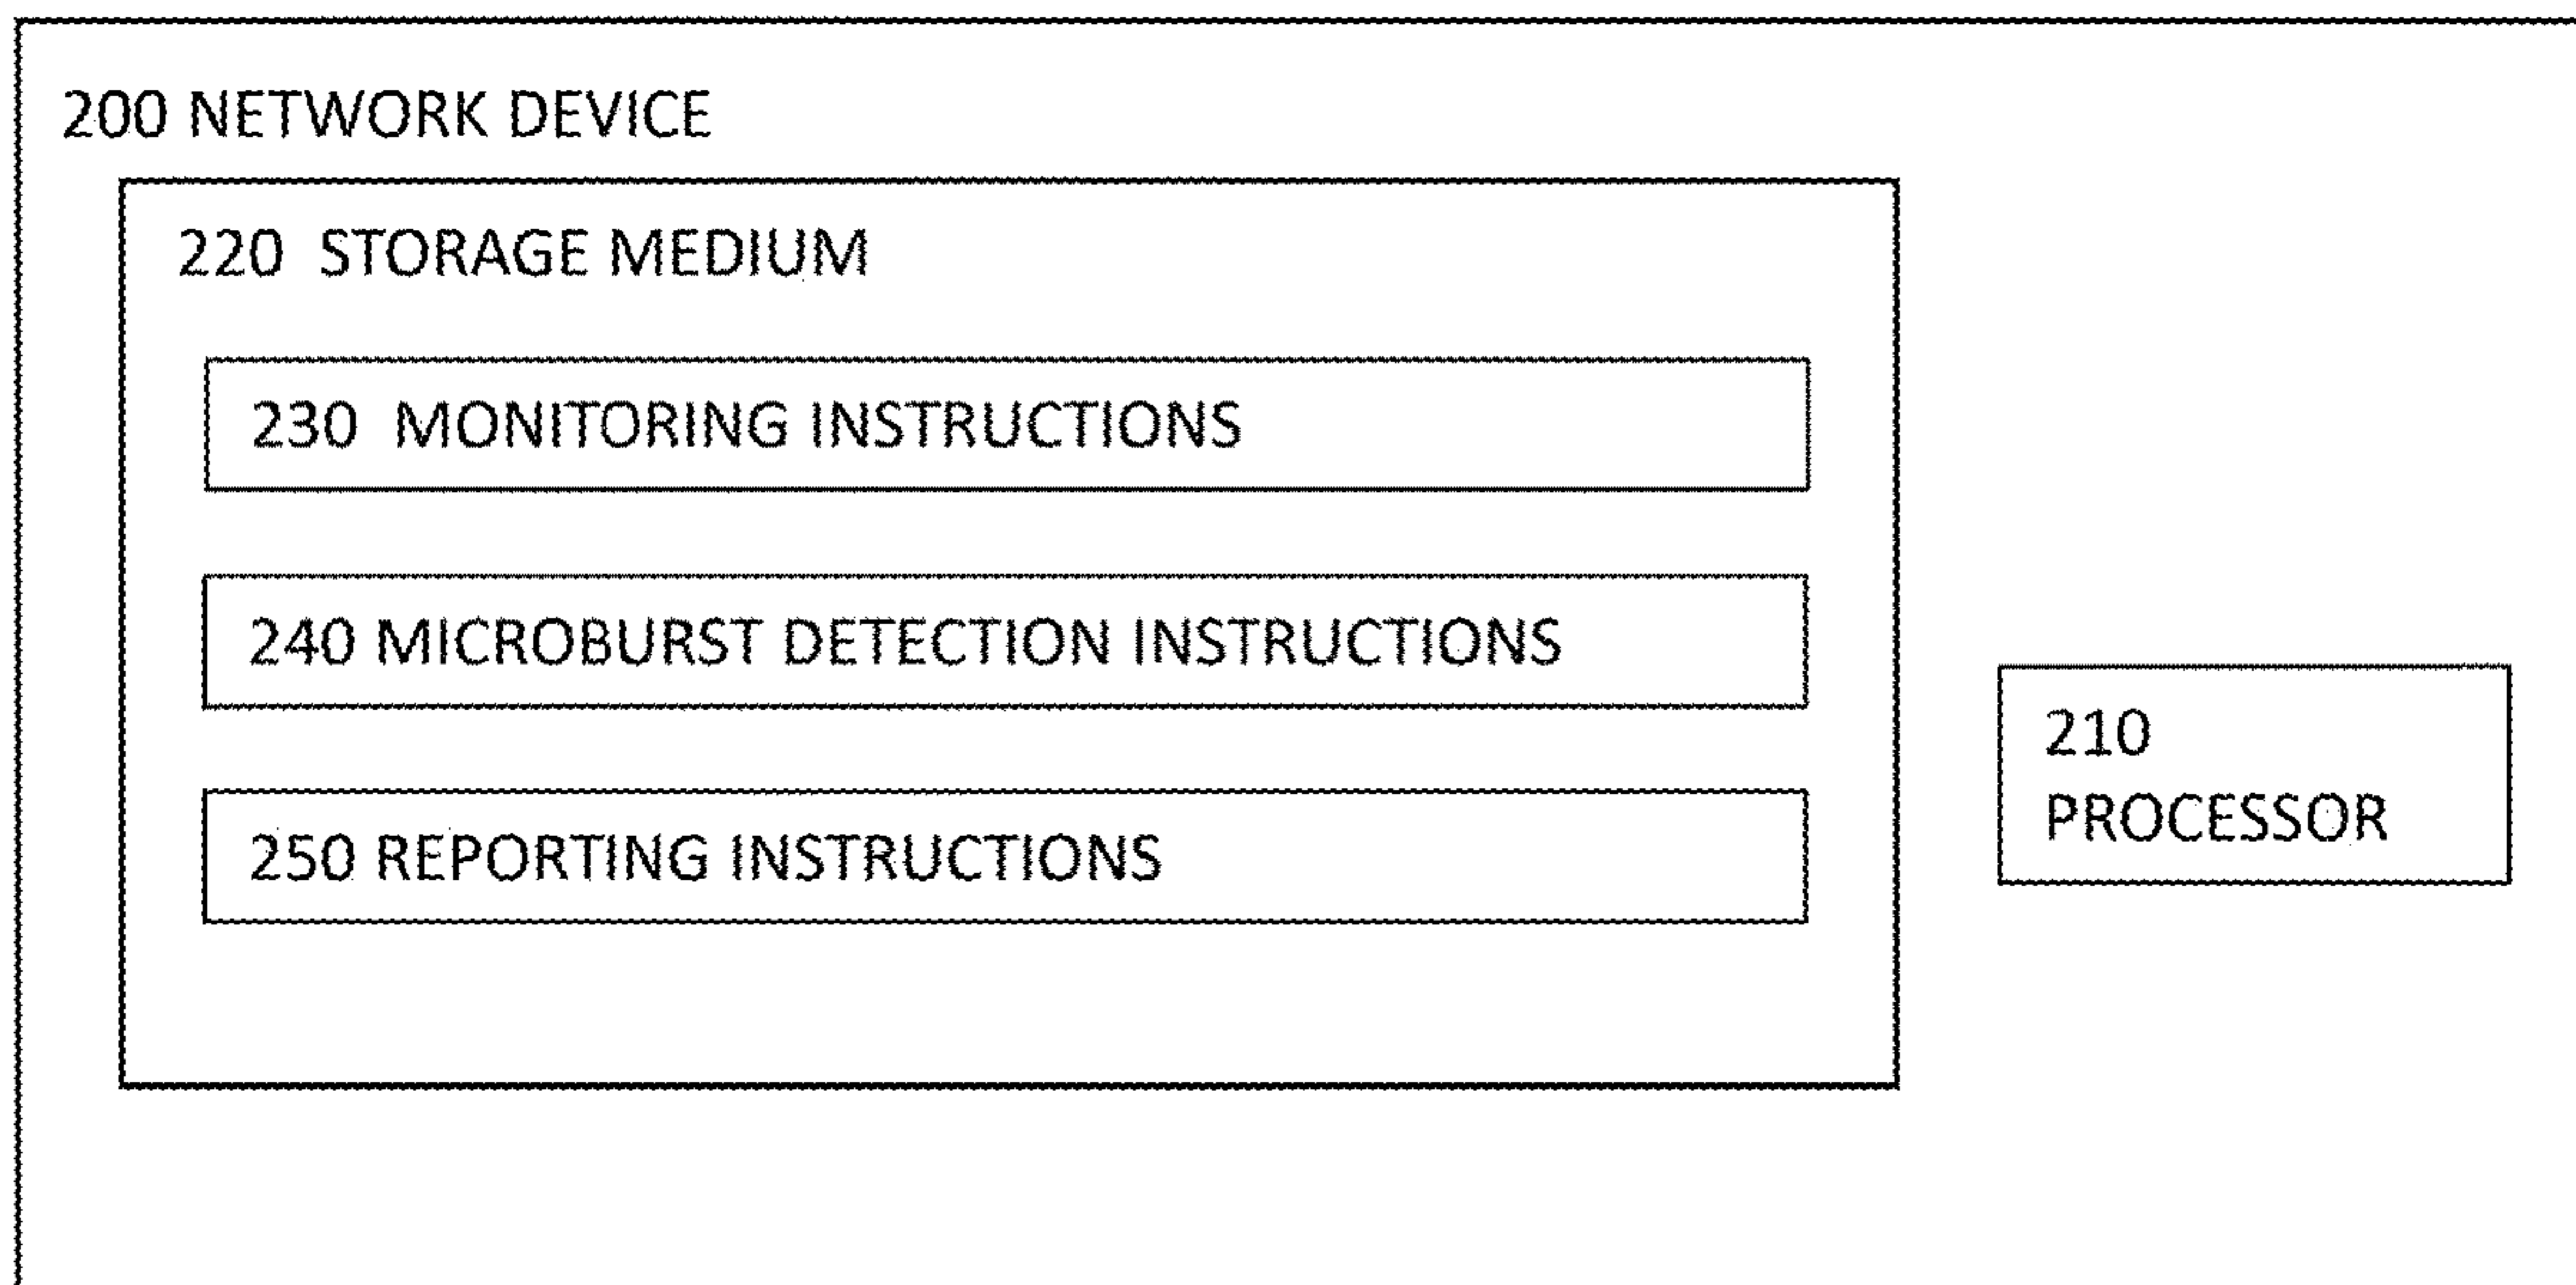 200 NETWORK DEVICE
220 STORAGE MEDIUM
230 MONITORING INSTRUCTIONS
240 MICROBURST DETECTION INSTRUCTIONS
250 REPORTING INSTRUCTIONS
210
PROCESSOR